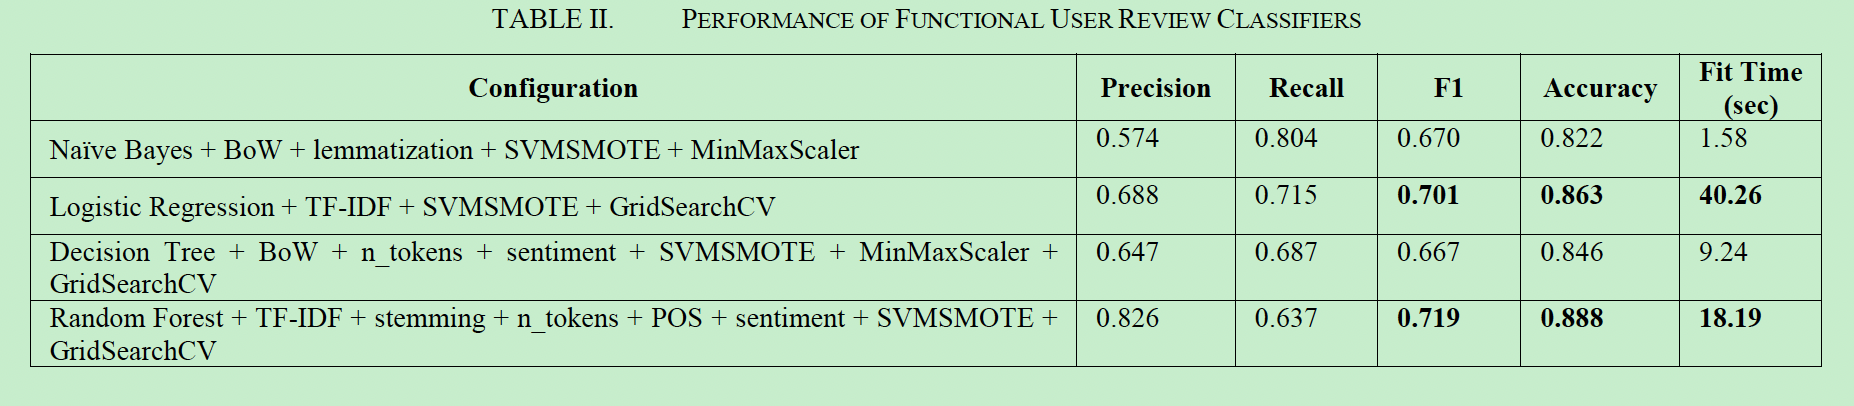 TABLE II. PERFORMANCE OF FUNCTIONAL USER REVIEW CLASSIFIERS
Configuration Precision Recall F1 Accuracy Fit Time (sec)
Naïve Bayes + BoW + lemmatization + SVMSMOTE + MinMaxScaler 0.574 0.804 0.670 0.822 1.58
Logistic Regression + TF-IDF + SVMSMOTE + GridSearchCV 0.688 0.715 0.701 0.863 40.26
Decision Tree + BoW + n_tokens + sentiment + SVMSMOTE + MinMaxScaler + 0.647 0.687 0.667 0.846 9.24
GridSearchCV
Random Forest + TF-IDF + stemming + n_tokens + POS + sentiment + SVMSMOTE + 0.826 0.637 0.719 0.888 18.19
GridSearchCV